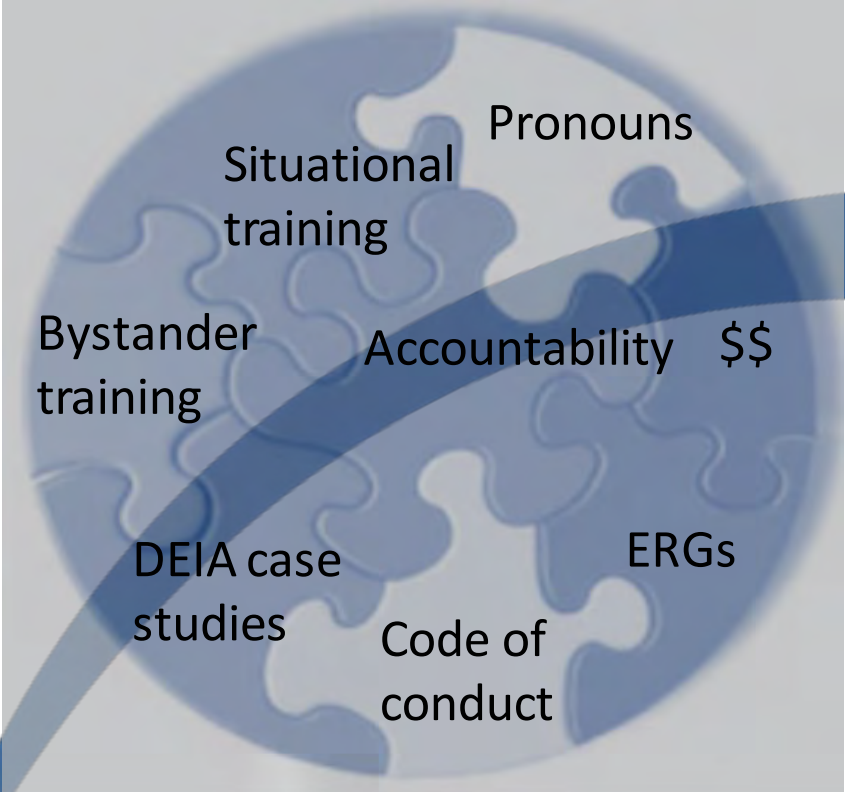 Pronouns
Situational
training
Bystander
training
Accountability
$$
DEIA case
studies
ERGs
Code of
conduct